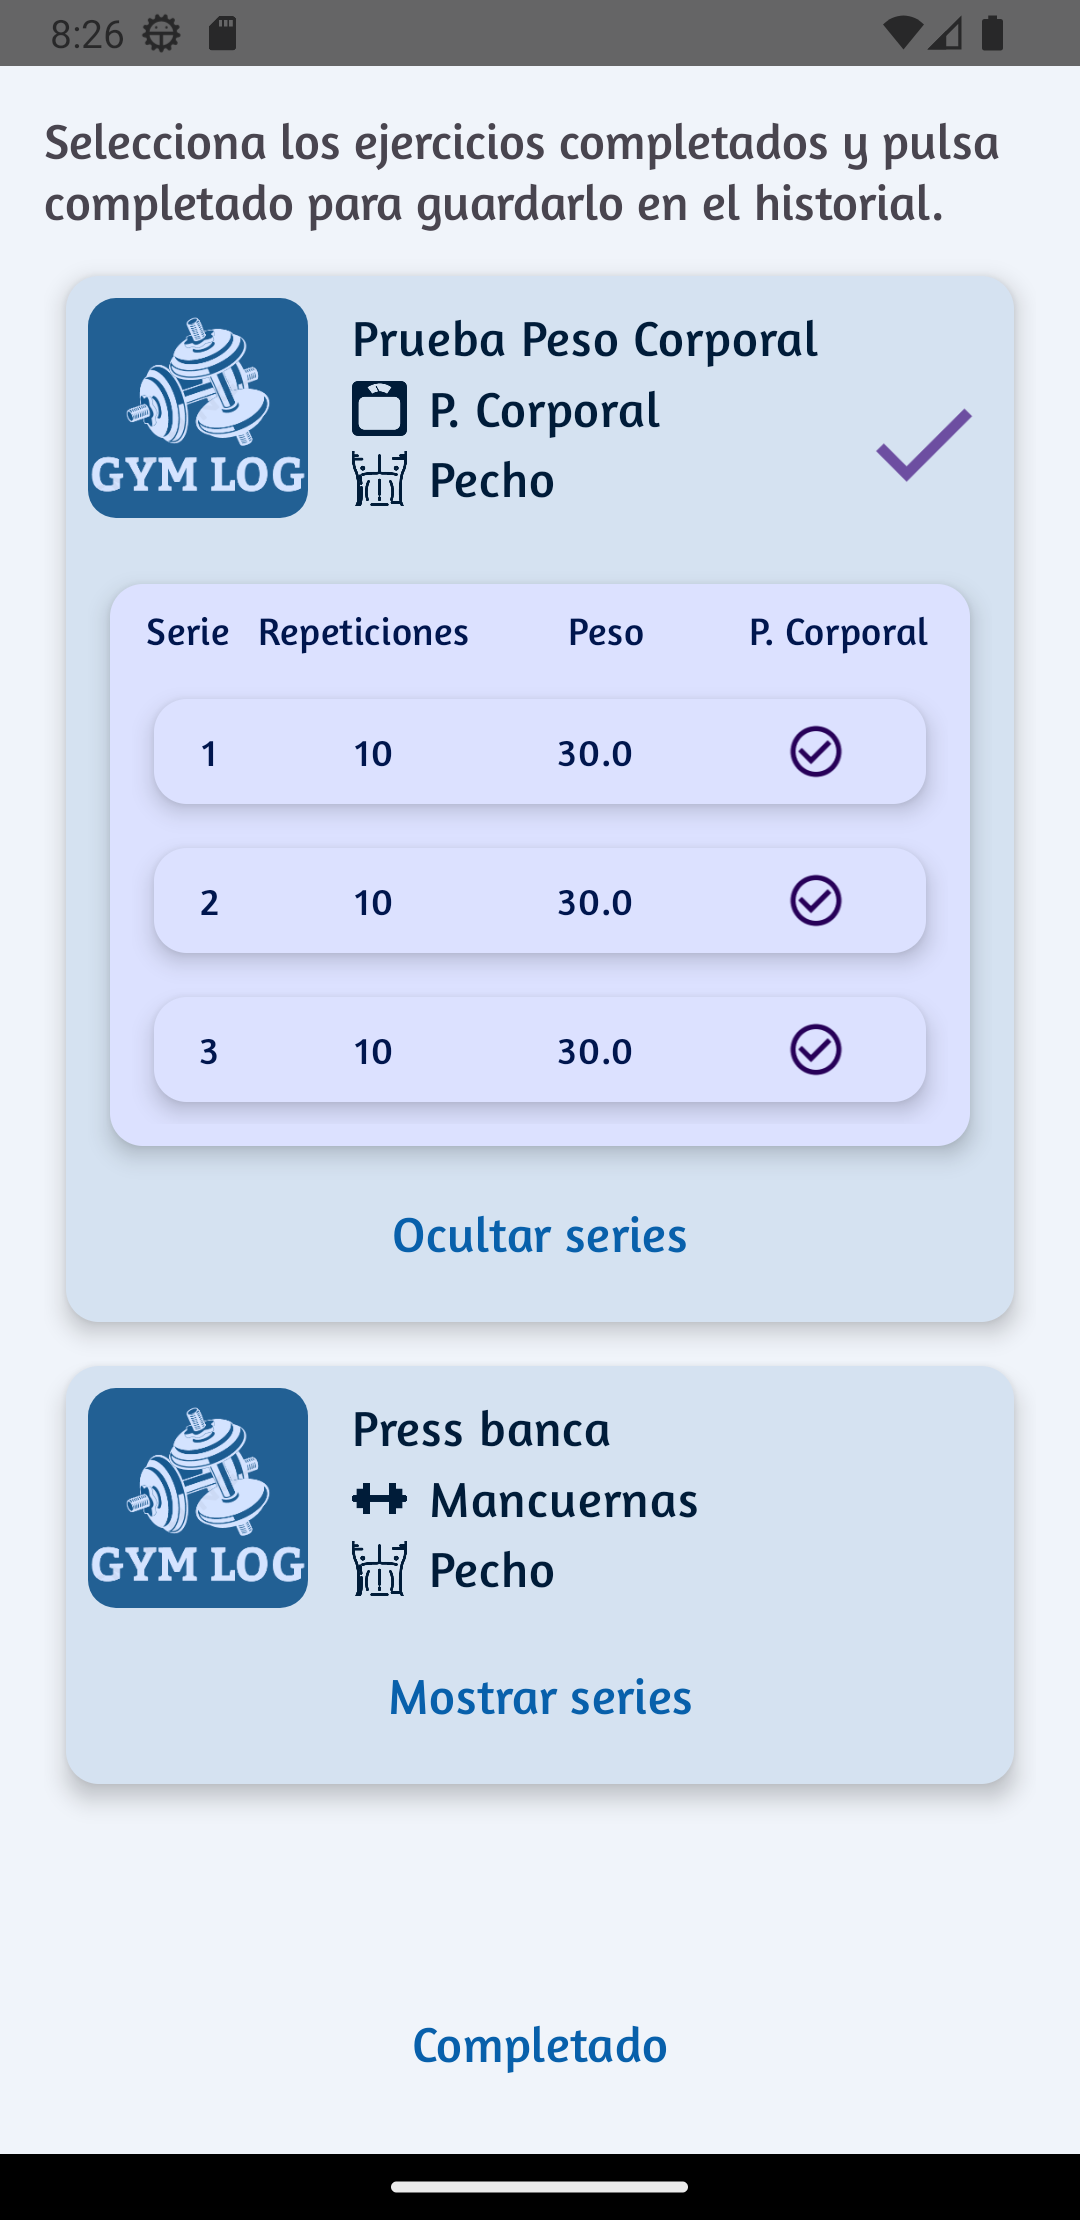 8:26
Selecciona los ejercicios completados y pulsa
completado para guardarlo en el historial.
GYM LOG
Prueba Peso Corporal
P. Corporal
Pecho
Serie Repeticiones Peso P. Corporal
1 10 30.0
2 10 30.0
3 10 30.0
Ocultar series
GYM LOG
Press banca
Mancuernas
Pecho
Mostrar series
Completado